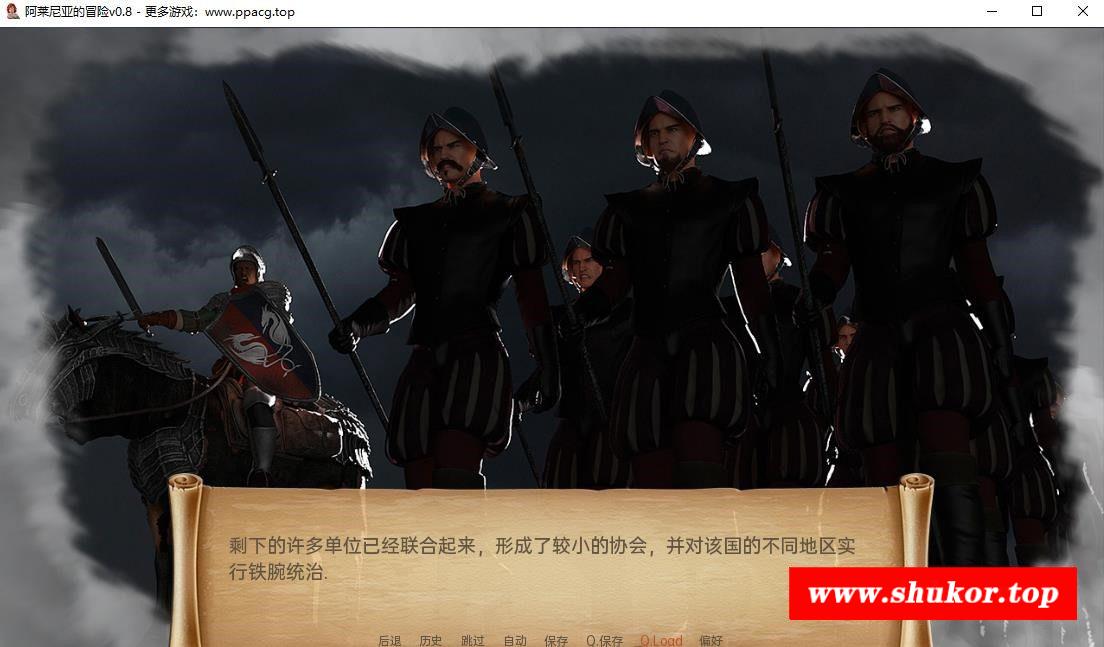 阿莱尼亚的冒险v0.8 - 更多游戏：www.ppacg.top
剩下的许多单位已经联合起来，形成了较小的协会，并对该国的不同地区实
行铁腕统治.
www.shukor.top
后退 历史 跳过 自动 保存 Q.保存 Q.Load 偏好